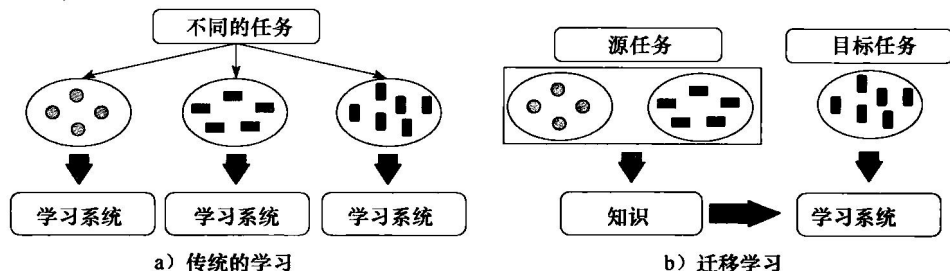 不同的任务
源任务
目标任务
学习系统
学习系统
学习系统
知识
学习系统
a）传统的学习
b）迁移学习